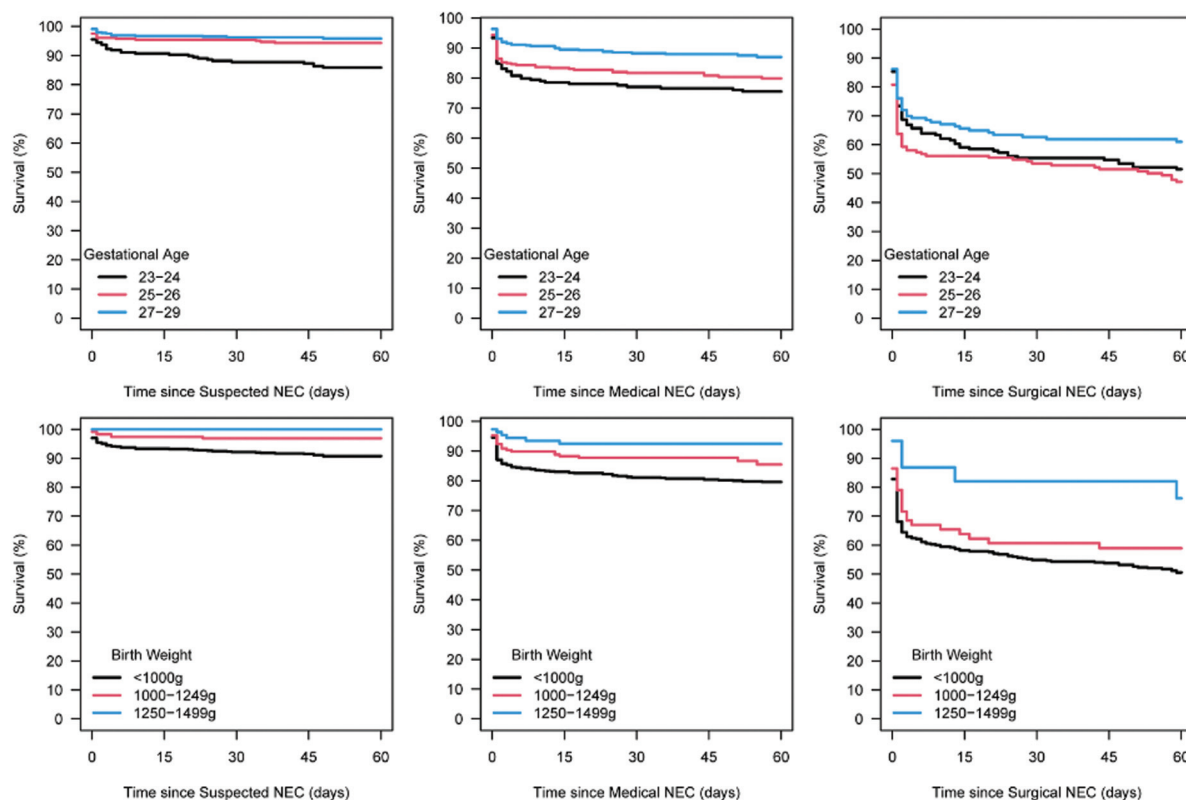 100
90
80
70
60
50
40
30
20
10
0
Survival (%)
Gestational Age
23−24
25−26
27−29
0 15 30 45 60
Time since Suspected NEC (days)
100
90
80
70
60
50
40
30
20
10
0
Survival (%)
Gestational Age
23−24
25−26
27−29
0 15 30 45 60
Time since Medical NEC (days)
100
90
80
70
60
50
40
30
20
10
0
Survival (%)
Gestational Age
23−24
25−26
27−29
0 15 30 45 60
Time since Surgical NEC (days)
100
90
80
70
60
50
40
30
20
10
0
Survival (%)
Birth Weight
<1000g
1000−1249g
1250−1499g
0 15 30 45 60
Time since Suspected NEC (days)
100
90
80
70
60
50
40
30
20
10
0
Survival (%)
Birth Weight
<1000g
1000−1249g
1250−1499g
0 15 30 45 60
Time since Medical NEC (days)
100
90
80
70
60
50
40
30
20
10
0
Survival (%)
Birth Weight
<1000g
1000−1249g
1250−1499g
0 15 30 45 60
Time since Surgical NEC (days)